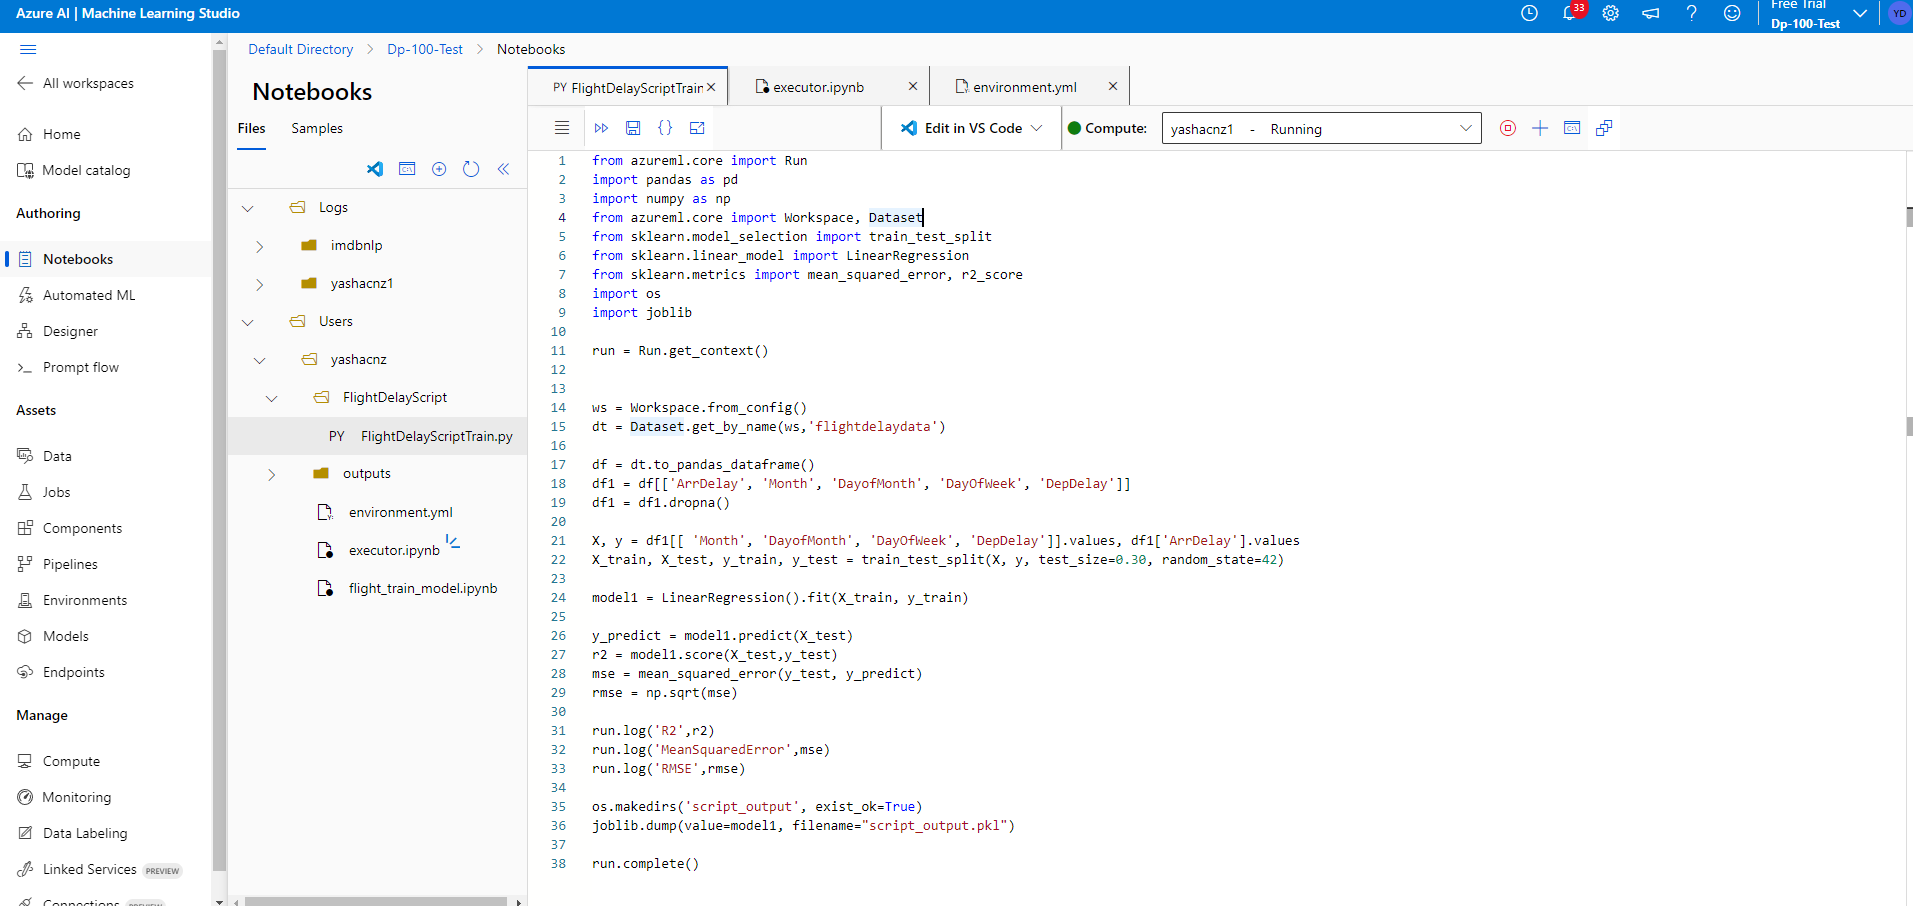 Azure AI | Machine Learning Studio
33
Free Trial
Dp-100-Test
YD
All workspaces
Home
Model catalog
Authoring
Notebooks
Automated ML
Designer
Prompt flow
Assets
Data
Jobs
Components
Pipelines
Environments
Models
Endpoints
Manage
Compute
Monitoring
Data Labeling
Linked Services PREVIEW
Connections PREVIEW
Default Directory > Dp-100-Test > Notebooks
Notebooks
Files Samples
Logs
imdbnlp
yashacnz1
Users
yashacnz
FlightDelayScript
PY FlightDelayScriptTrain.py
outputs
environment.yml
executor.ipynb
flight_train_model.ipynb
PY FlightDelayScriptTrain
executor.ipynb
environment.yml
Edit in VS Code
Compute:
yashacnz1 - Running
1 from azureml.core import Run
2 import pandas as pd
3 import numpy as np
4 from azureml.core import Workspace, Dataset
5 from sklearn.model_selection import train_test_split
6 from sklearn.linear_model import LinearRegression
7 from sklearn.metrics import mean_squared_error, r2_score
8 import os
9 import joblib
10
11 run = Run.get_context()
12
13
14 ws = Workspace.from_config()
15 dt = Dataset.get_by_name(ws,'flightdelaydata')
16
17 df = dt.to_pandas_dataframe()
18 df1 = df[['ArrDelay', 'Month', 'DayofMonth', 'DayOfWeek', 'DepDelay']]
19 df1 = df1.dropna()
20
21 X, y = df1[[ 'Month', 'DayofMonth', 'DayOfWeek', 'DepDelay']].values, df1['ArrDelay'].values
22 X_train, X_test, y_train, y_test = train_test_split(X, y, test_size=0.30, random_state=42)
23
24 model1 = LinearRegression().fit(X_train, y_train)
25
26 y_predict = model1.predict(X_test)
27 r2 = model1.score(X_test,y_test)
28 mse = mean_squared_error(y_test, y_predict)
29 rmse = np.sqrt(mse)
30
31 run.log('R2',r2)
32 run.log('MeanSquaredError',mse)
33 run.log('RMSE',rmse)
34
35 os.makedirs('script_output', exist_ok=True)
36 joblib.dump(value=model1, filename="script_output.pkl")
37
38 run.complete()